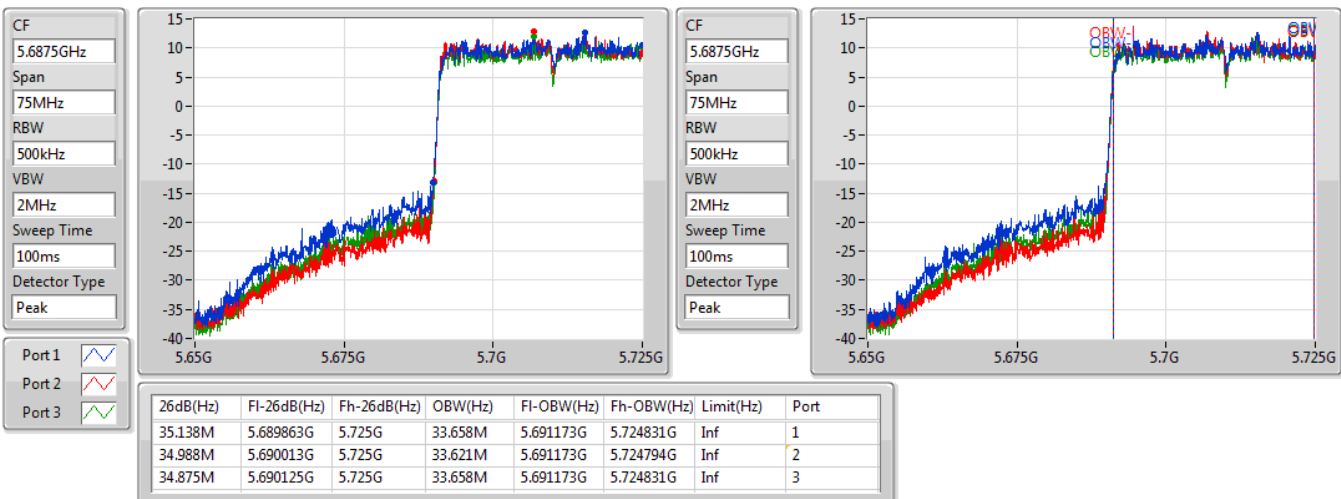 CF
5.6875GHz
Span
75MHz
RBW
500kHz
VBW
2MHz
Sweep Time
100ms
Detector Type
Peak
15
10
5
0
-5
-10
-15
-20
-25
-30
-35
-40
5.65G 5.675G 5.7G 5.725G
CF
5.6875GHz
Span
75MHz
RBW
500kHz
VBW
2MHz
Sweep Time
100ms
Detector Type
Peak
15
10
5
0
-5
-10
-15
-20
-25
-30
-35
-40
5.65G 5.675G 5.7G 5.725G
Port 1
Port 2
Port 3
26dB(Hz) Fl-26dB(Hz) Fh-26dB(Hz) OBW(Hz) Fl-OBW(Hz) Fh-OBW(Hz) Limit(Hz) Port
35.138M 5.689863G 5.725G 33.658M 5.691173G 5.724831G Inf 1
34.988M 5.690013G 5.725G 33.621M 5.691173G 5.724794G Inf 2
34.875M 5.690125G 5.725G 33.658M 5.691173G 5.724831G Inf 3